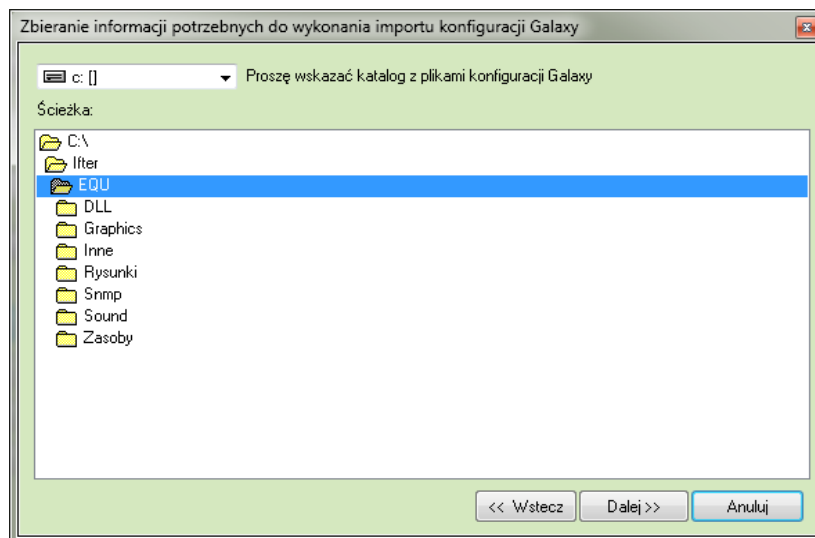 Zbieranie informacji potrzebnych do wykonania importu konfiguracji Galaxy
c: [] Proszę wskazać katalog z plikami konfiguracji Galaxy
Ścieżka:
C:\
Ifter
EQU
DLL
Graphics
Inne
Rysunki
Snmp
Sound
Zasoby
<< Wstecz Dalej >> Anuluj